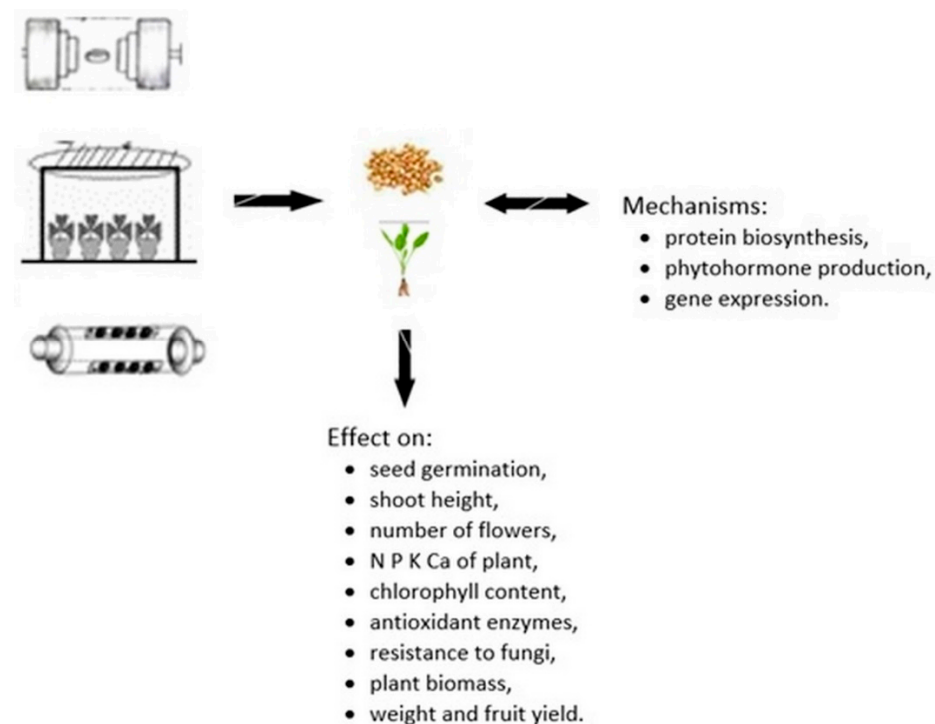 Mechanisms:
• protein biosynthesis,
• phytohormone production,
• gene expression.
Effect on:
• seed germination,
• shoot height,
• number of flowers,
• N P K Ca of plant,
• chlorophyll content,
• antioxidant enzymes,
• resistance to fungi,
• plant biomass,
• weight and fruit yield.